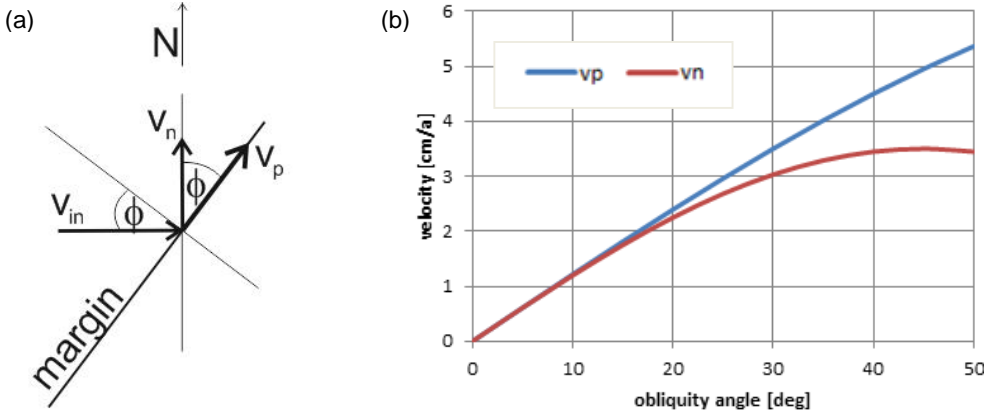 (a)
N
vn
vp
ϕ
ϕ
vin
margin
(b)
6
5
4
3
2
1
0
velocity [cm/a]
vp vn
0 10 20 30 40 50
obliquity angle [deg]